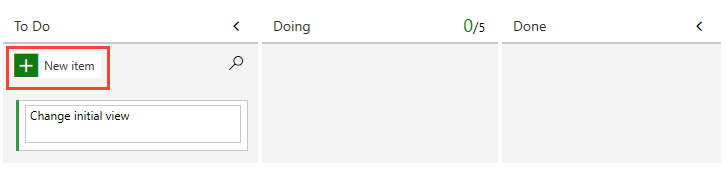 To Do
Doing
0/5
Done
New item
Change initial view